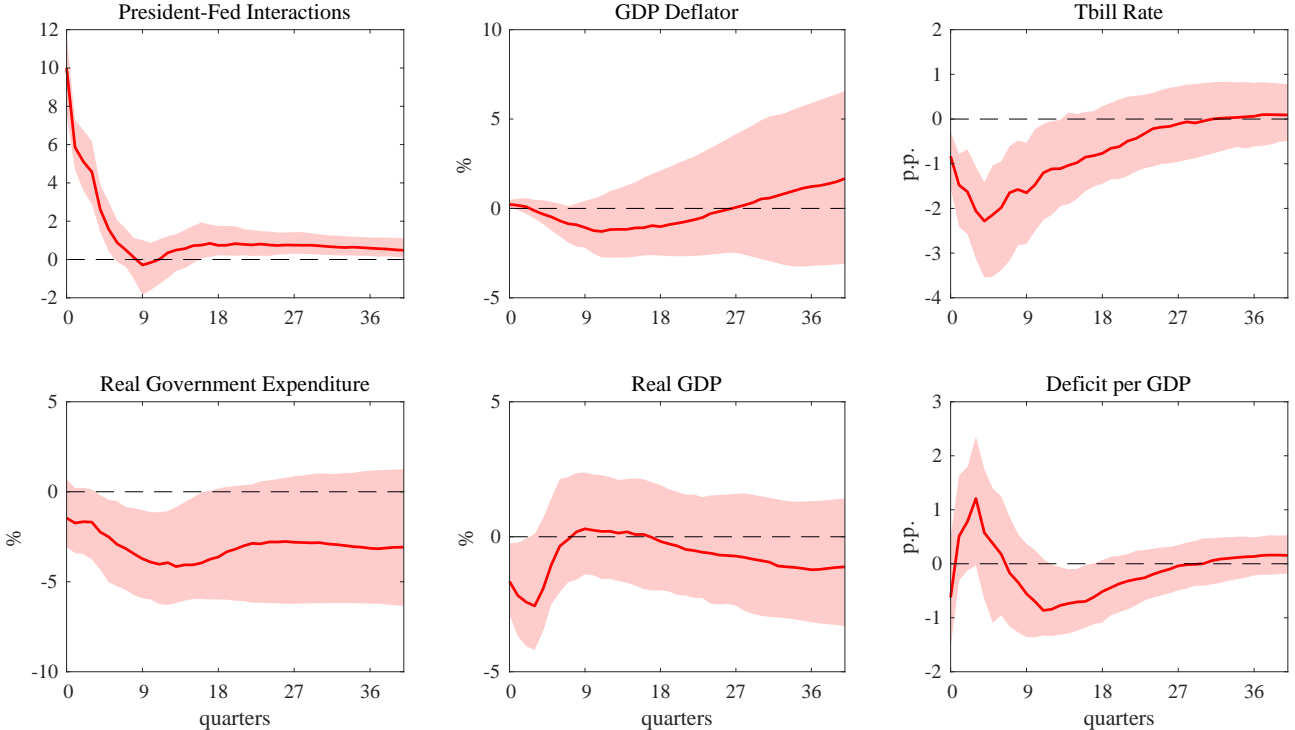 President-Fed Interactions
12
10
8
6
4
2
0
-2
0 9 18 27 36
GDP Deflator
%
10
5
0
-5
0 9 18 27 36
Tbill Rate
p.p.
2
1
0
-1
-2
-3
-4
0 9 18 27 36
Real Government Expenditure
%
5
0
-5
-10
0 9 18 27 36
quarters
Real GDP
%
5
0
-5
0 9 18 27 36
quarters
Deficit per GDP
p.p.
3
2
1
0
-1
-2
0 9 18 27 36
quarters